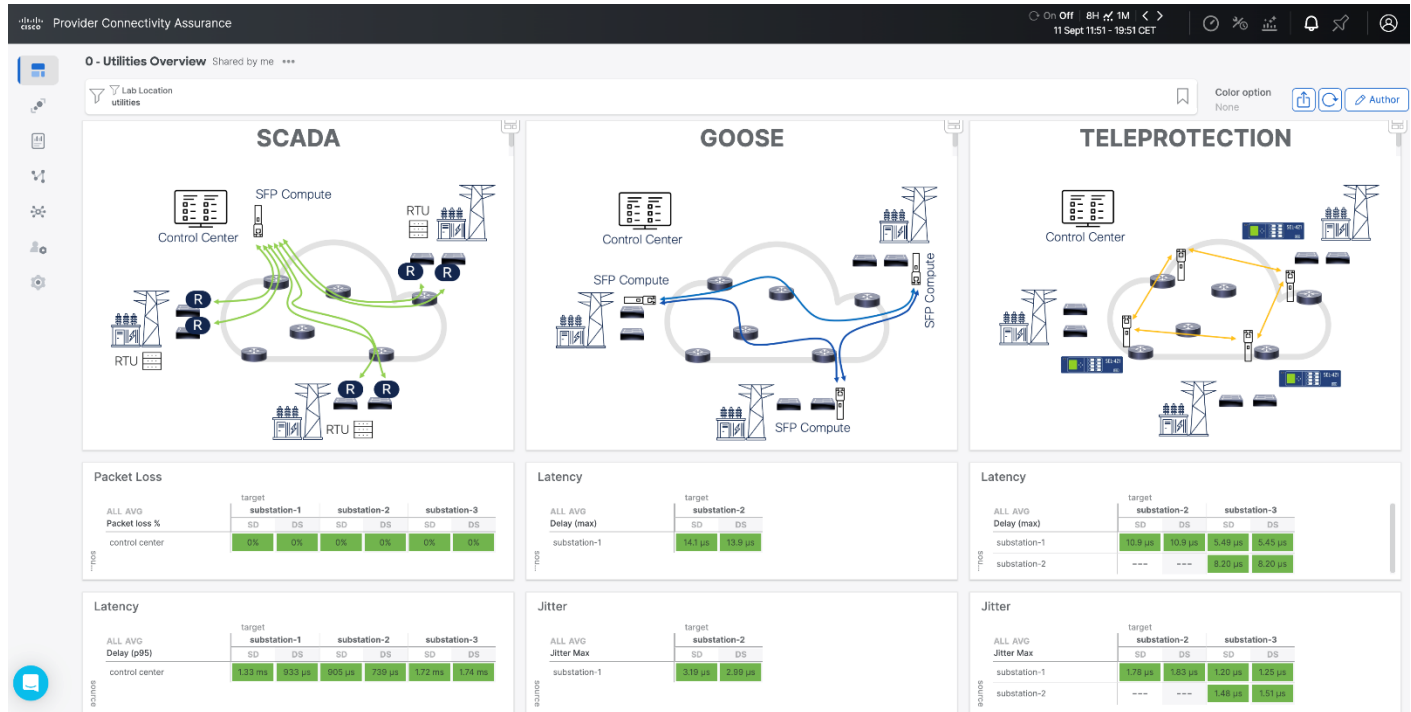 cisco Provider Connectivity Assurance
On Off 8H 1M
11 Sept 11:51 - 19:51 CET
0 - Utilities Overview Shared by me •••
Lab Location
utilities
Color option
None
Author
SCADA
SFP Compute
RTU
Control Center
R R
R
R
RTU
R R
RTU
GOOSE
Control Center
SFP Compute
SFP Compute
SFP Compute
TELEPROTECTION
Control Center
SEL-421
SEL-421
SEL-421
Packet Loss
target
ALL AVG substation-1 substation-2 substation-3
Packet loss % SD DS SD DS SD DS
control center 0% 0% 0% 0% 0% 0%
sou...
Latency
target
ALL AVG substation-2
Delay (max) SD DS
substation-1 14.1 µs 13.9 µs
sou...
Latency
target
ALL AVG substation-2 substation-3
Delay (max) SD DS SD DS
substation-1 10.9 µs 10.9 µs 5.49 µs 5.45 µs
substation-2 --- --- 8.20 µs 8.20 µs
sou...
Latency
target
ALL AVG substation-1 substation-2 substation-3
Delay (p95) SD DS SD DS SD DS
control center 1.33 ms 933 µs 905 µs 739 µs 1.72 ms 1.74 ms
source
Jitter
target
ALL AVG substation-2
Jitter Max SD DS
substation-1 3.19 µs 2.99 µs
source
Jitter
target
ALL AVG substation-2 substation-3
Jitter Max SD DS SD DS
substation-1 1.78 µs 1.83 µs 1.20 µs 1.25 µs
substation-2 --- --- 1.48 µs 1.51 µs
source